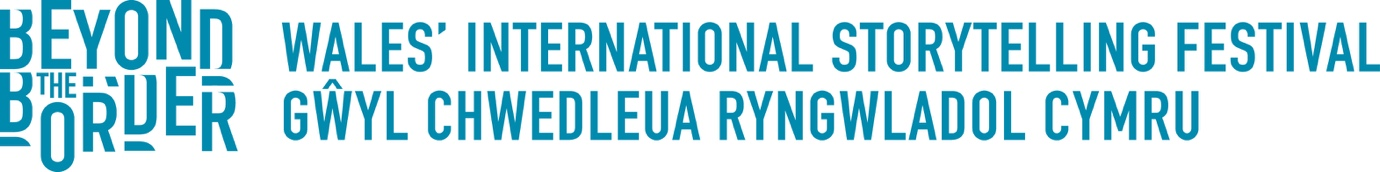 BEYOND
THE
BORDER
WALES' INTERNATIONAL STORYTELLING FESTIVAL
GŴYL CHWEDLEUA RYNGWLADOL CYMRU